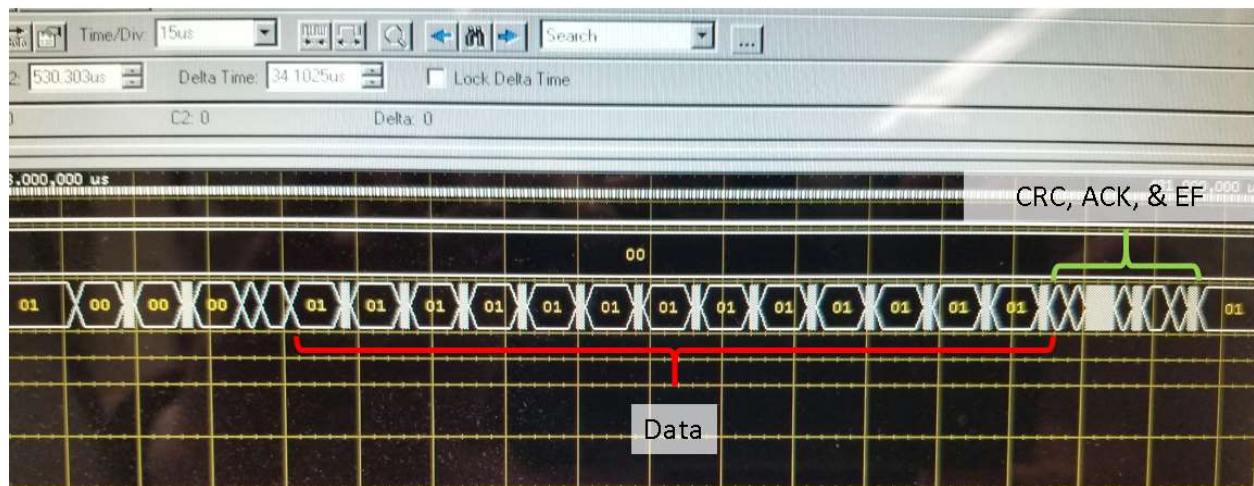 Time/Div: 15us Search ...
2: 530.303us Delta Time: 34.1025us Lock Delta Time
C2: 0 Delta: 0
000,000 us
CRC, ACK, & EF
00
01 00 00 00 01 01 01 01 01 01 01 01 01 01 01 01 01 01
Data